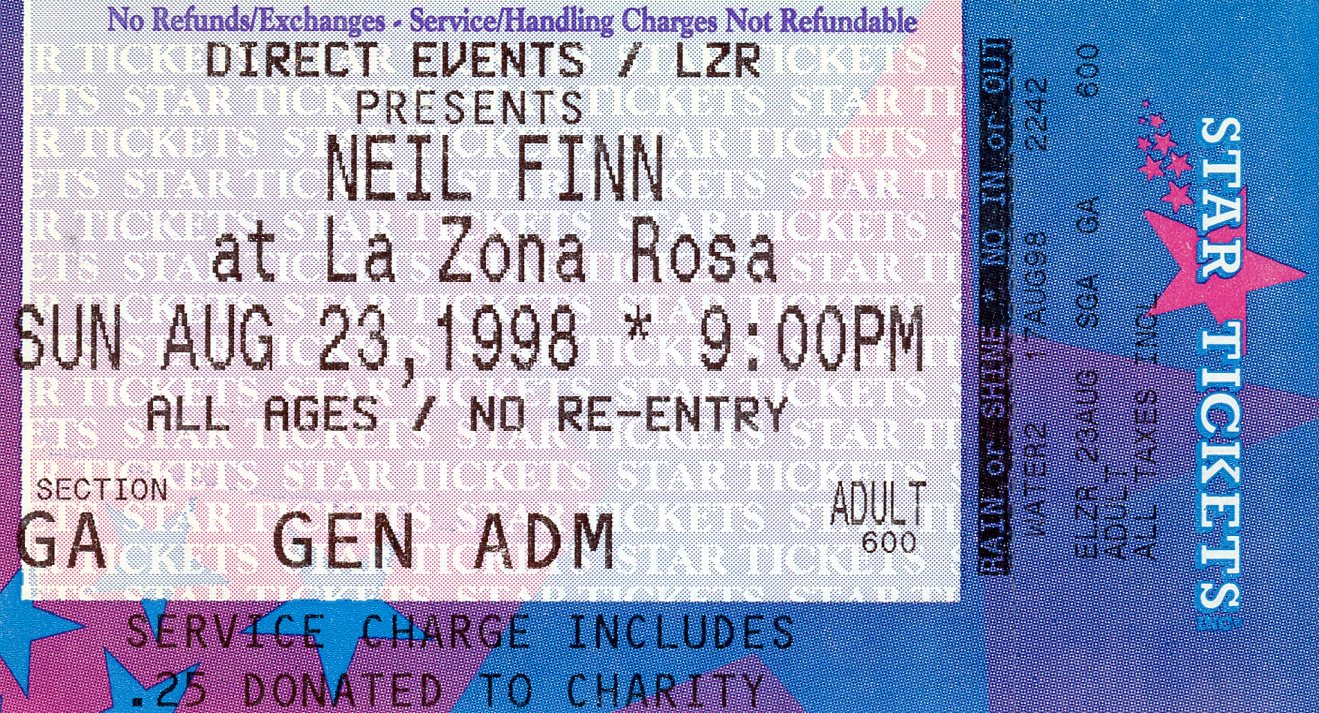 No Refunds/Exchanges - Service/Handling Charges Not Refundable
DIRECT EVENTS / LZR
PRESENTS
NEIL FINN
at La Zona Rosa
SUN AUG 23,1998 * 9:00PM
ALL AGES / NO RE-ENTRY
SECTION
GA GEN ADM
ADULT
600
SERVICE CHARGE INCLUDES
.25 DONATED TO CHARITY
RAIN or SHINE * NO IN or OUT
WATER2 17AUG98 22242
ELZR 23AUG SGA GA 600
ADULT
ALL TAXES INCL
STAR TICKETS